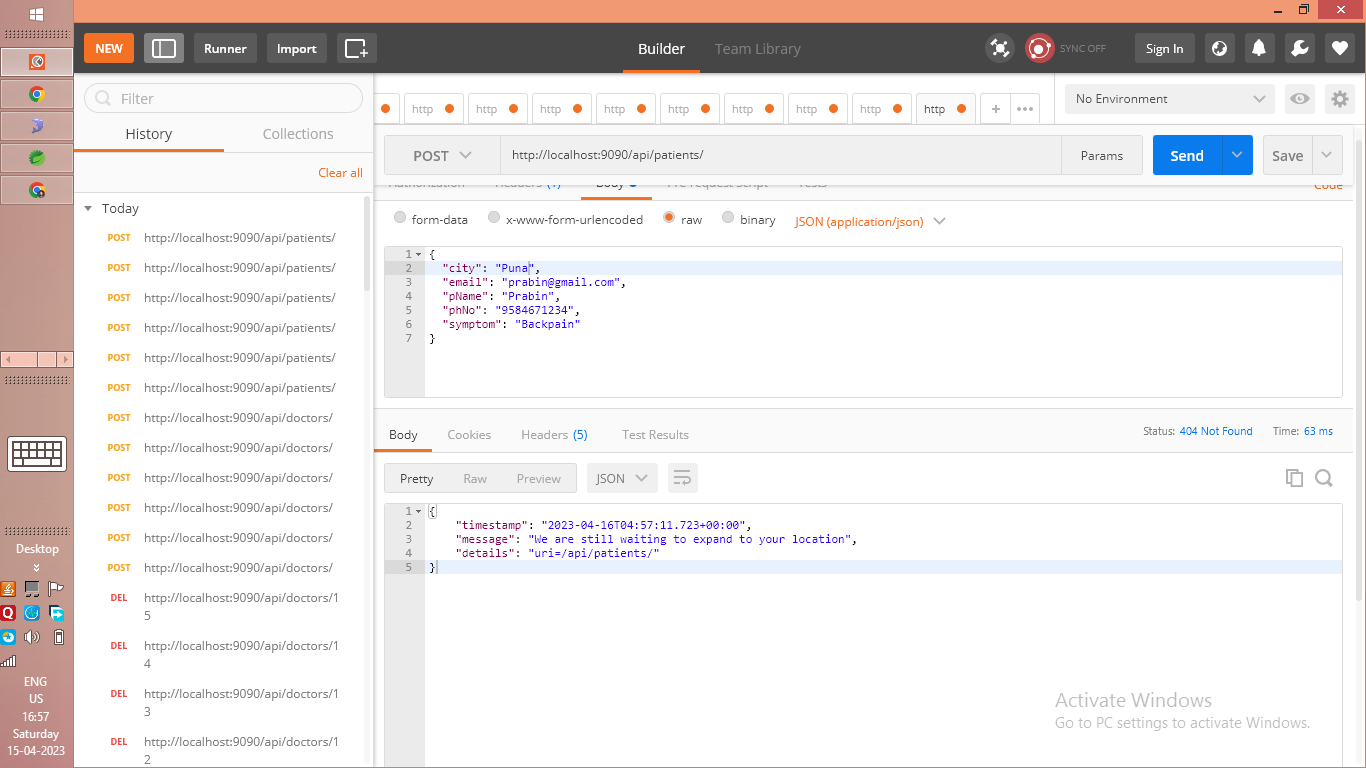 NEW
Runner
Import
Builder
Team Library
SYNC OFF
Sign In
Filter
History
Collections
Clear all
Today
POST http://localhost:9090/api/patients/
POST http://localhost:9090/api/patients/
POST http://localhost:9090/api/patients/
POST http://localhost:9090/api/patients/
POST http://localhost:9090/api/patients/
POST http://localhost:9090/api/patients/
POST http://localhost:9090/api/doctors/
POST http://localhost:9090/api/doctors/
POST http://localhost:9090/api/doctors/
POST http://localhost:9090/api/doctors/
POST http://localhost:9090/api/doctors/
POST http://localhost:9090/api/doctors/
DEL http://localhost:9090/api/doctors/1
5
DEL http://localhost:9090/api/doctors/1
4
DEL http://localhost:9090/api/doctors/1
3
DEL http://localhost:9090/api/doctors/1
2
http http http http http http http http http + •••
No Environment
POST http://localhost:9090/api/patients/ Params Send Save
Authorization Headers (1) Body Pre-request Script Tests Code
form-data x-www-form-urlencoded raw binary JSON (application/json)
1 {
2 "city": "Puna",
3 "email": "prabin@gmail.com",
4 "pName": "Prabin",
5 "phNo": "9584671234",
6 "symptom": "Backpain"
7 }
Body Cookies Headers (5) Test Results Status: 404 Not Found Time: 63 ms
Pretty Raw Preview JSON
1 {
2 "timestamp": "2023-04-16T04:57:11.723+00:00",
3 "message": "We are still waiting to expand to your location",
4 "details": "uri=/api/patients/"
5 }
Activate Windows
Go to PC settings to activate Windows.
Desktop
ENG
US
16:57
Saturday
15-04-2023